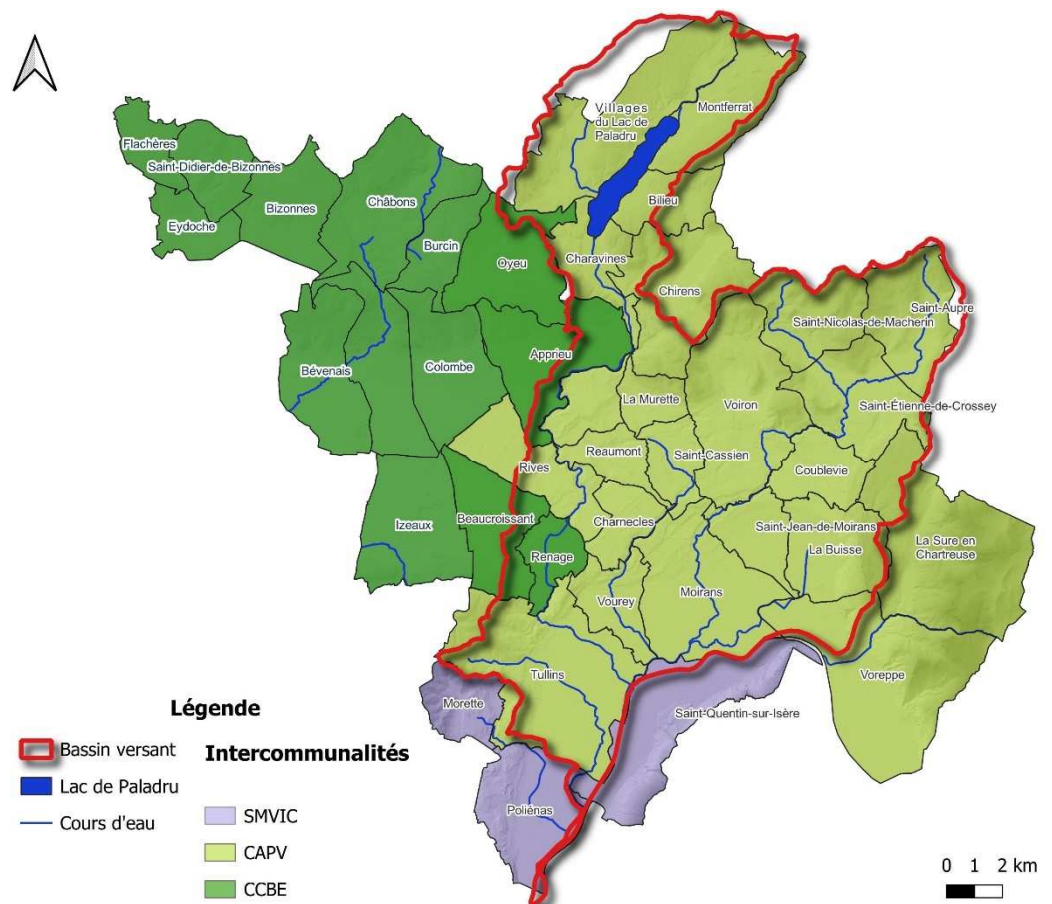 Villages
du Lac de
Paladru
Montferrat
Flachères
Saint-Didier-de-Bizonnes
Eydoche
Bizonnes
Châbons
Burcin
Bilieu
Oyeu
Charavines
Chirens
Saint-Aupre
Saint-Nicolas-de-Macherin
Apprieu
Bévenais
Colombe
La Murette
Voiron
Saint-Étienne-de-Crossey
Reaumont
Saint-Cassien
Rives
Coublevie
Izeaux
Beaucroissant
Charnecles
Saint-Jean-de-Moirans
La Buisse
La Sure en
Chartreuse
Renage
Vourey
Moirans
Tullins
Voreppe
Morette
Saint-Quentin-sur-Isère
Poliénas
Légende
Bassin versant
Lac de Paladru
Cours d'eau
Intercommunalités
SMVIC
CAPV
CCBE
0 1 2 km